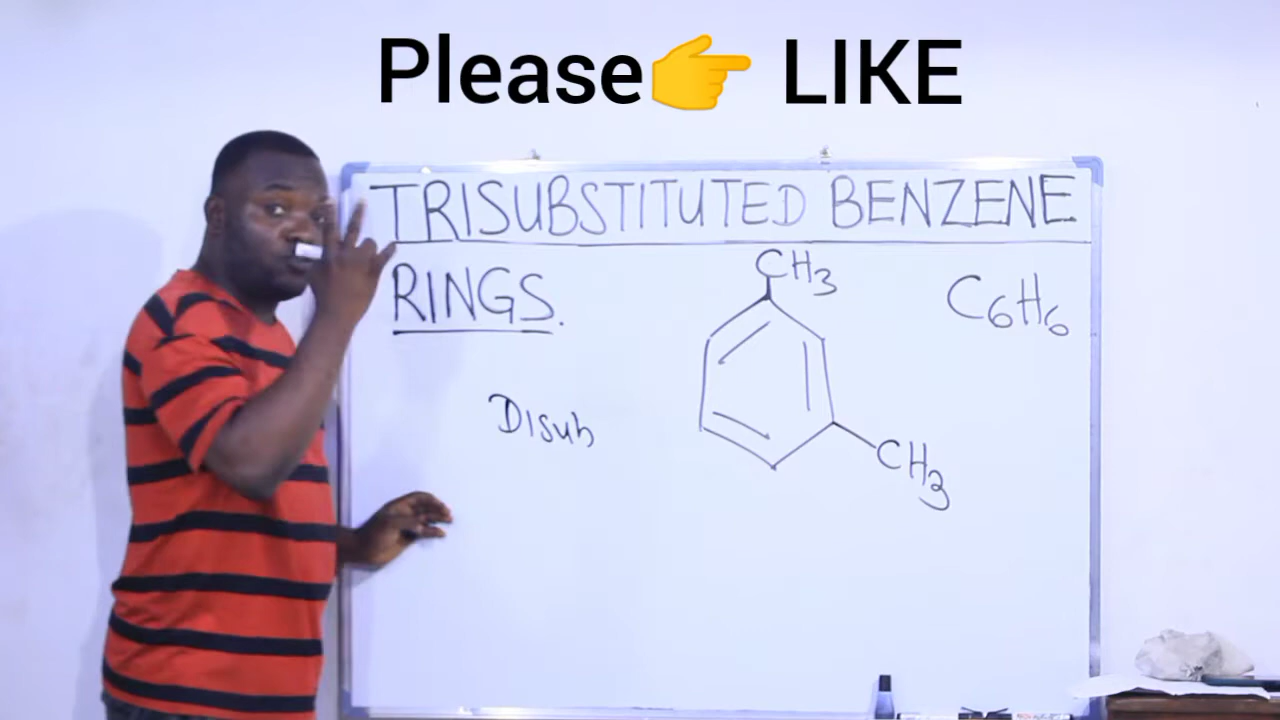 Please👉 LIKE
TRISUBSTITUTED BENZENE
RINGS.
CH3
C6H6
Disub
CH3